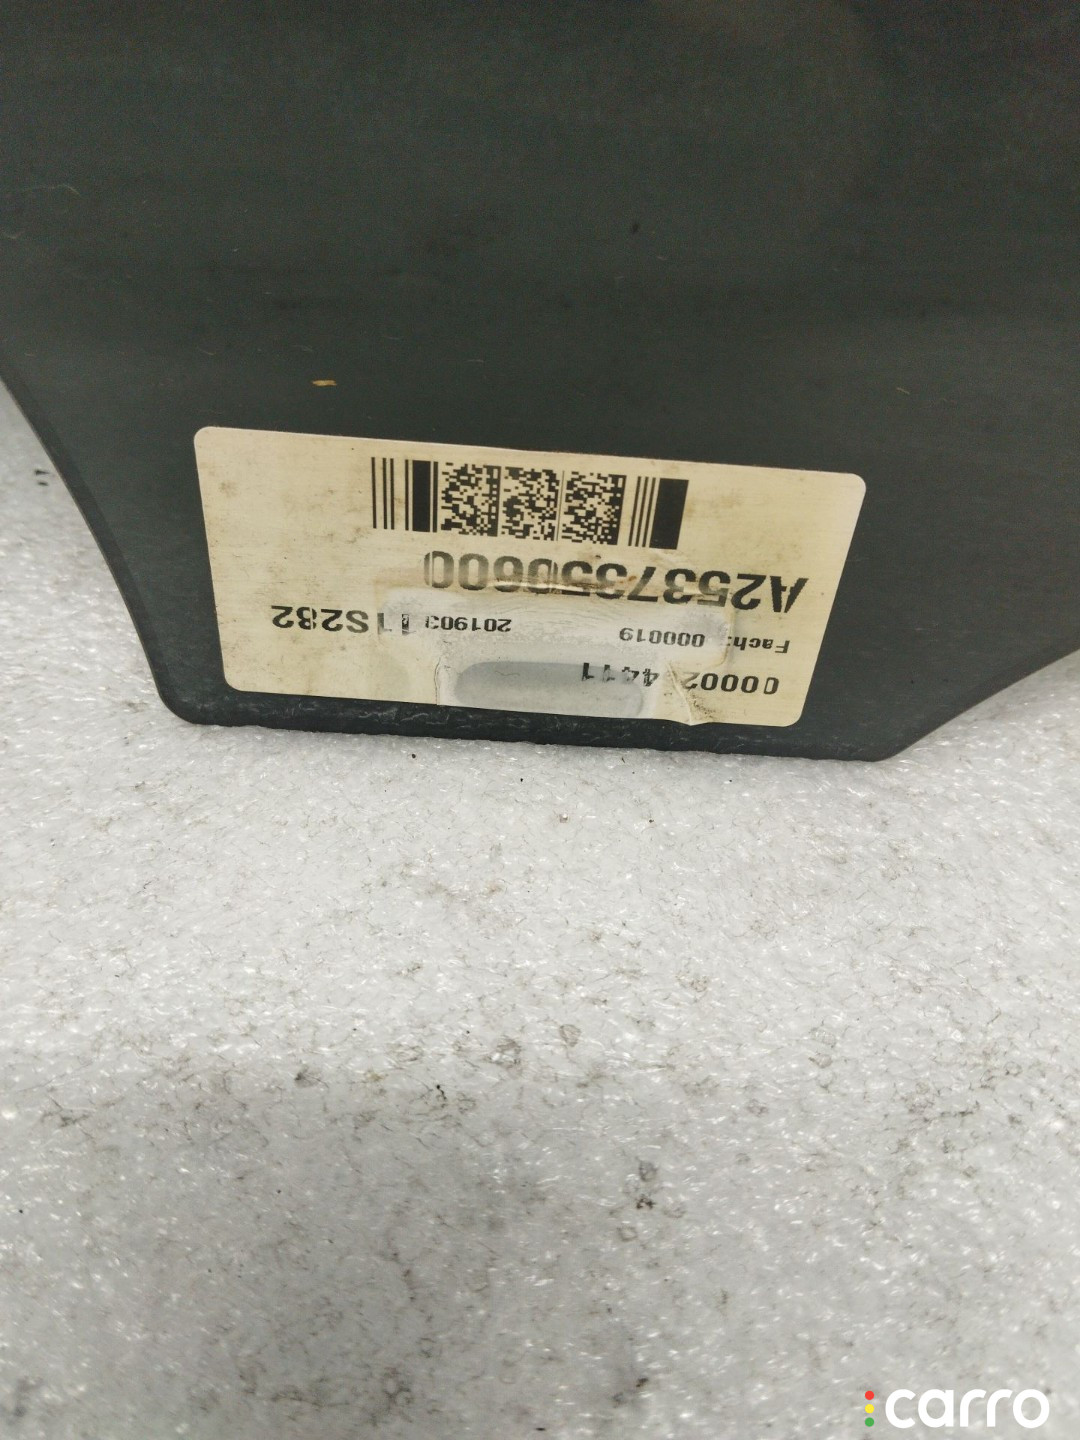 00002 4411
Fach: 000019
201903 11S282
A2537350600
carro